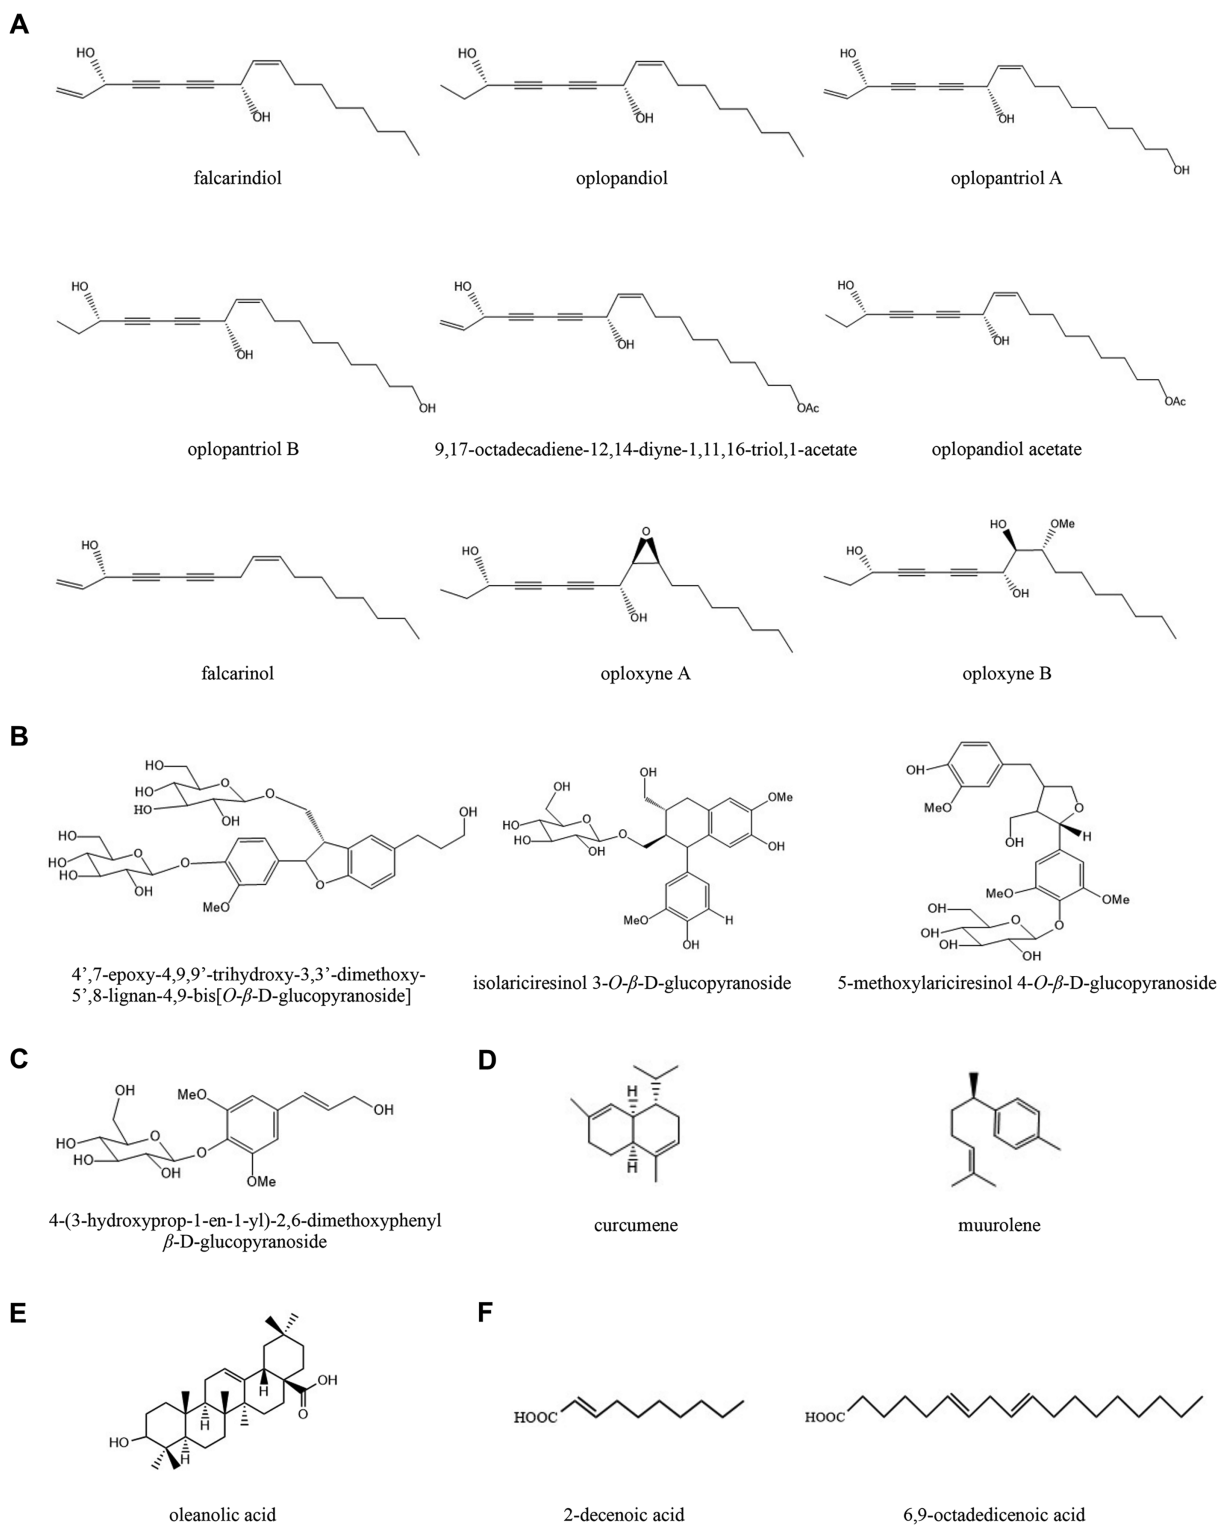 A
HO
HO
HO
OH
OH
OH
OH
falcarindiol
oplopandiol
oplopantriol A
HO
HO
HO
OH
OH
OH
OH
OAc
OAc
oplopantriol B
9,17-octadecadiene-12,14-diyne-1,11,16-triol,1-acetate
oplopandiol acetate
HO
HO
O
OH
HO
HO
OMe
OH
falcarinol
oploxyne A
oploxyne B
B
HO
HO
HO
O
OH
O
HO
HO
HO
O
OH
O
MeO
O
OH
OH
OH
HO
HO
O
OH
O
OMe
OH
MeO
OH
H
OH
MeO
O
OH
H
MeO
OMe
OH
OH
OH
O
OH
O
4’,7-epoxy-4,9,9’-trihydroxy-3,3’-dimethoxy-
5’,8-lignan-4,9-bis[O-β-D-glucopyranoside]
isolariciresinol 3-O-β-D-glucopyranoside
5-methoxylariciresinol 4-O-β-D-glucopyranoside
C
OH
HO
HO
O
OH
O
MeO
OMe
OH
4-(3-hydroxyprop-1-en-1-yl)-2,6-dimethoxyphenyl
β-D-glucopyranoside
D
H
H
curcumene
muurolene
E
HO
H
H
H
OH
O
oleanolic acid
F
HOOC
HOOC
2-decenoic acid
6,9-octadedicenoic acid